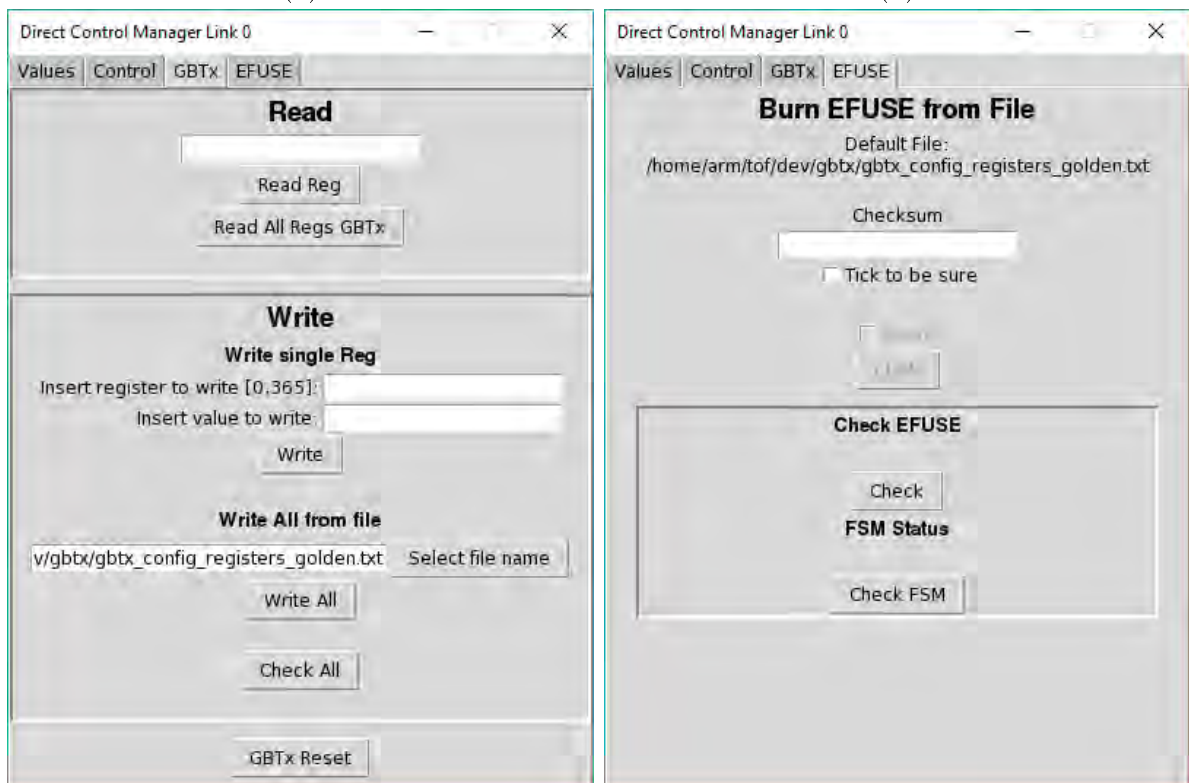 Direct Control Manager Link 0
Values Control GBTx EFUSE
Read
Read Reg
Read All Regs GBTx
Write
Write single Reg
Insert register to write [0,365]:
Insert value to write:
Write
Write All from file
v/gbtx/gbtx_config_registers_golden.txt Select file name
Write All
Check All
GBTx Reset
Direct Control Manager Link 0
Values Control GBTx EFUSE
Burn EFUSE from File
Default File:
/home/arm/tof/dev/gbtx/gbtx_config_registers_golden.txt
Checksum
Tick to be sure
Check EFUSE
Check
FSM Status
Check FSM